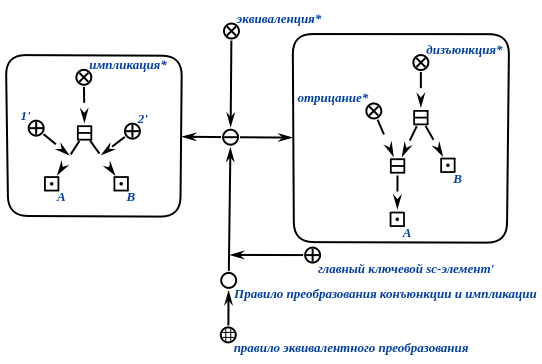 эквиваленция*
импликация*
дизъюнкция*
отрицание*
1'
2'
A
B
B
A
главный ключевой sc-элемент'
Правило преобразования конъюнкции и импликации
правило эквивалентного преобразования